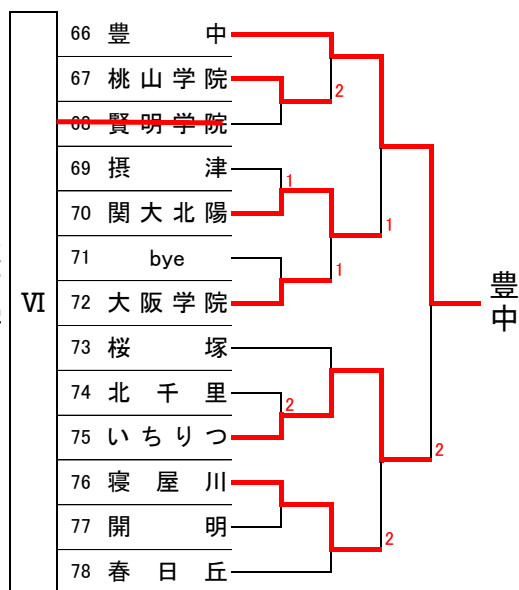 66 豊中
67 桃山学院
2
68 賢明学院
69 摂津
1
70 関大北陽
1
71 bye
1
72 大阪学院
VI
豊中
73 桜塚
74 北千里
2
75 いちりつ
2
76 寝屋川
77 開明
2
78 春日丘